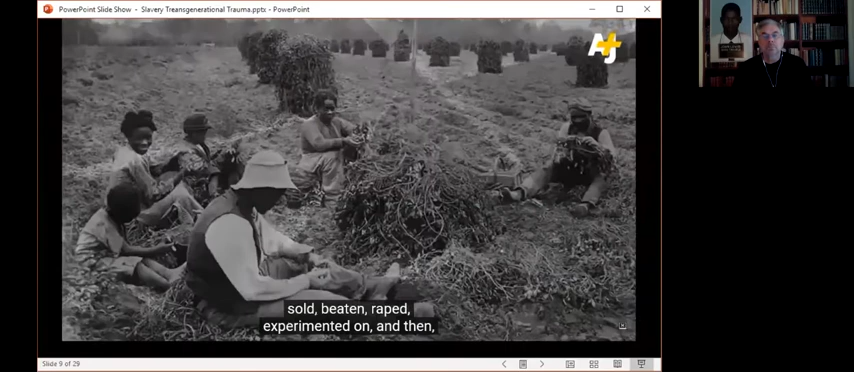 PowerPoint Slide Show - Slavery Treansgenerational Trauma.pptx - PowerPoint
AJ+
sold, beaten, raped,
experimented on, and then,
Slide 9 of 29